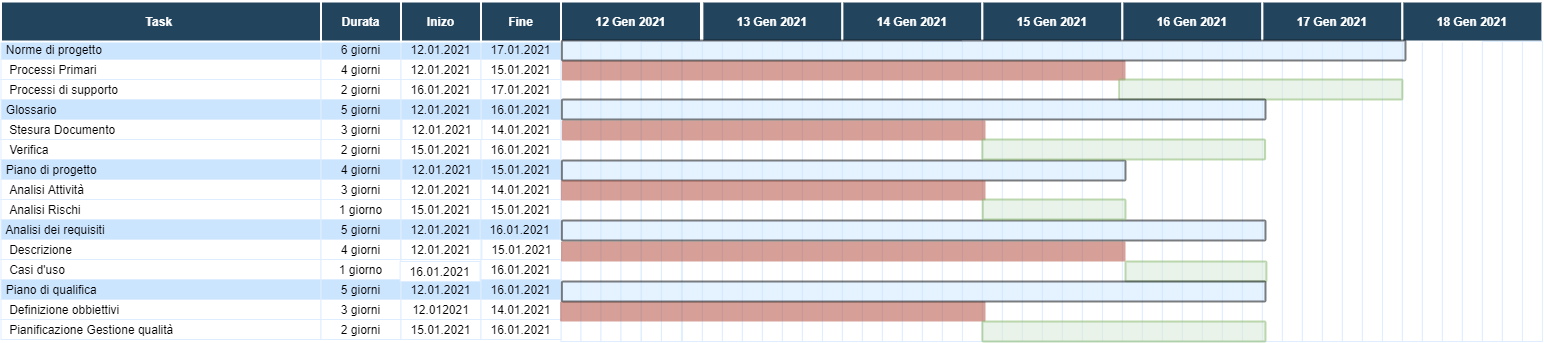 Task Durata Inizo Fine 12 Gen 2021 13 Gen 2021 14 Gen 2021 15 Gen 2021 16 Gen 2021 17 Gen 2021 18 Gen 2021
Norme di progetto 6 giorni 12.01.2021 17.01.2021
Processi Primari 4 giorni 12.01.2021 15.01.2021
Processi di supporto 2 giorni 16.01.2021 17.01.2021
Glossario 5 giorni 12.01.2021 16.01.2021
Stesura Documento 3 giorni 12.01.2021 14.01.2021
Verifica 2 giorni 15.01.2021 16.01.2021
Piano di progetto 4 giorni 12.01.2021 15.01.2021
Analisi Attività 3 giorni 12.01.2021 14.01.2021
Analisi Rischi 1 giorno 15.01.2021 15.01.2021
Analisi dei requisiti 5 giorni 12.01.2021 16.01.2021
Descrizione 4 giorni 12.01.2021 15.01.2021
Casi d'uso 1 giorno 16.01.2021 16.01.2021
Piano di qualifica 5 giorni 12.01.2021 16.01.2021
Definizione obbiettivi 3 giorni 12.012021 14.01.2021
Pianificazione Gestione qualità 2 giorni 15.01.2021 16.01.2021